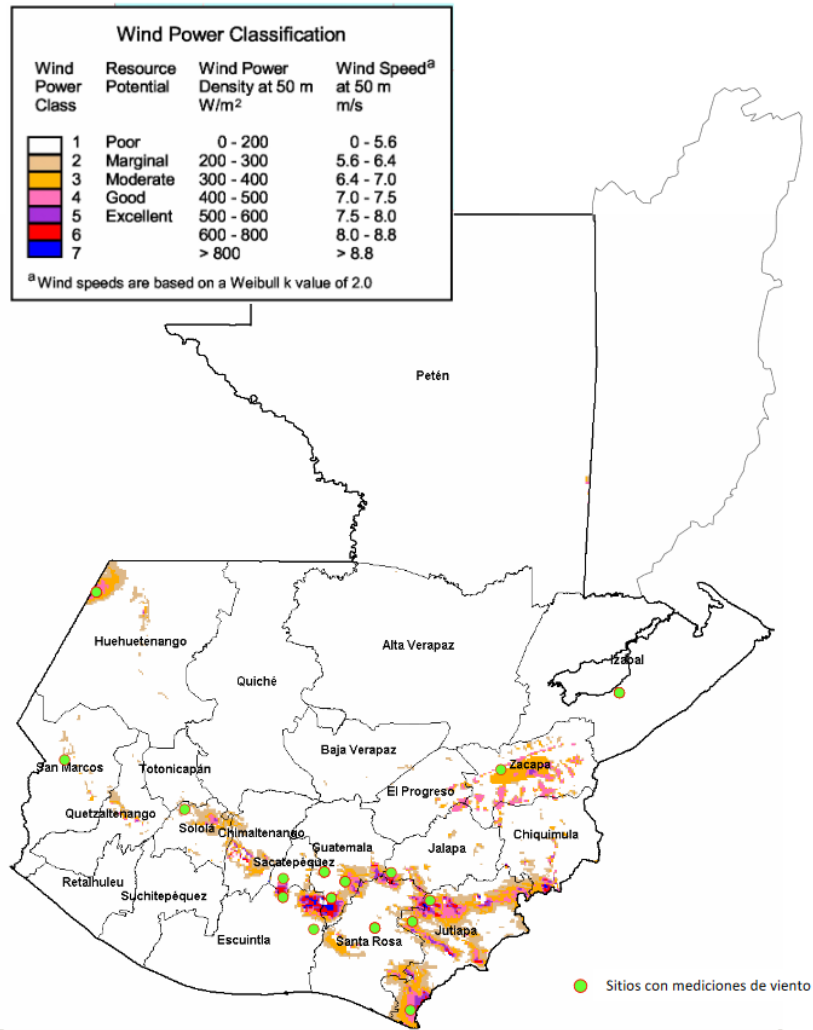 Wind Power Classification
Wind Power Class Resource Potential Wind Power Density at 50 m W/m² Wind Speedᵃ at 50 m m/s
1 Poor 0 - 200 0 - 5.6
2 Marginal 200 - 300 5.6 - 6.4
3 Moderate 300 - 400 6.4 - 7.0
4 Good 400 - 500 7.0 - 7.5
5 Excellent 500 - 600 7.5 - 8.0
6 600 - 800 8.0 - 8.8
7 > 800 > 8.8
ᵃ Wind speeds are based on a Weibull k value of 2.0
Petén
Huehuetenango
Alta Verapaz
Izabal
Quiché
Baja Verapaz
San Marcos
Totonicapán
Zacapa
El Progreso
Quetzaltenango
Sololá
Chimaltenango
Guatemala
Jalapa
Chiquimula
Sacatepéquez
Retalhuleu
Suchitepéquez
Escuintla
Santa Rosa
Jutiapa
Sitios con mediciones de viento